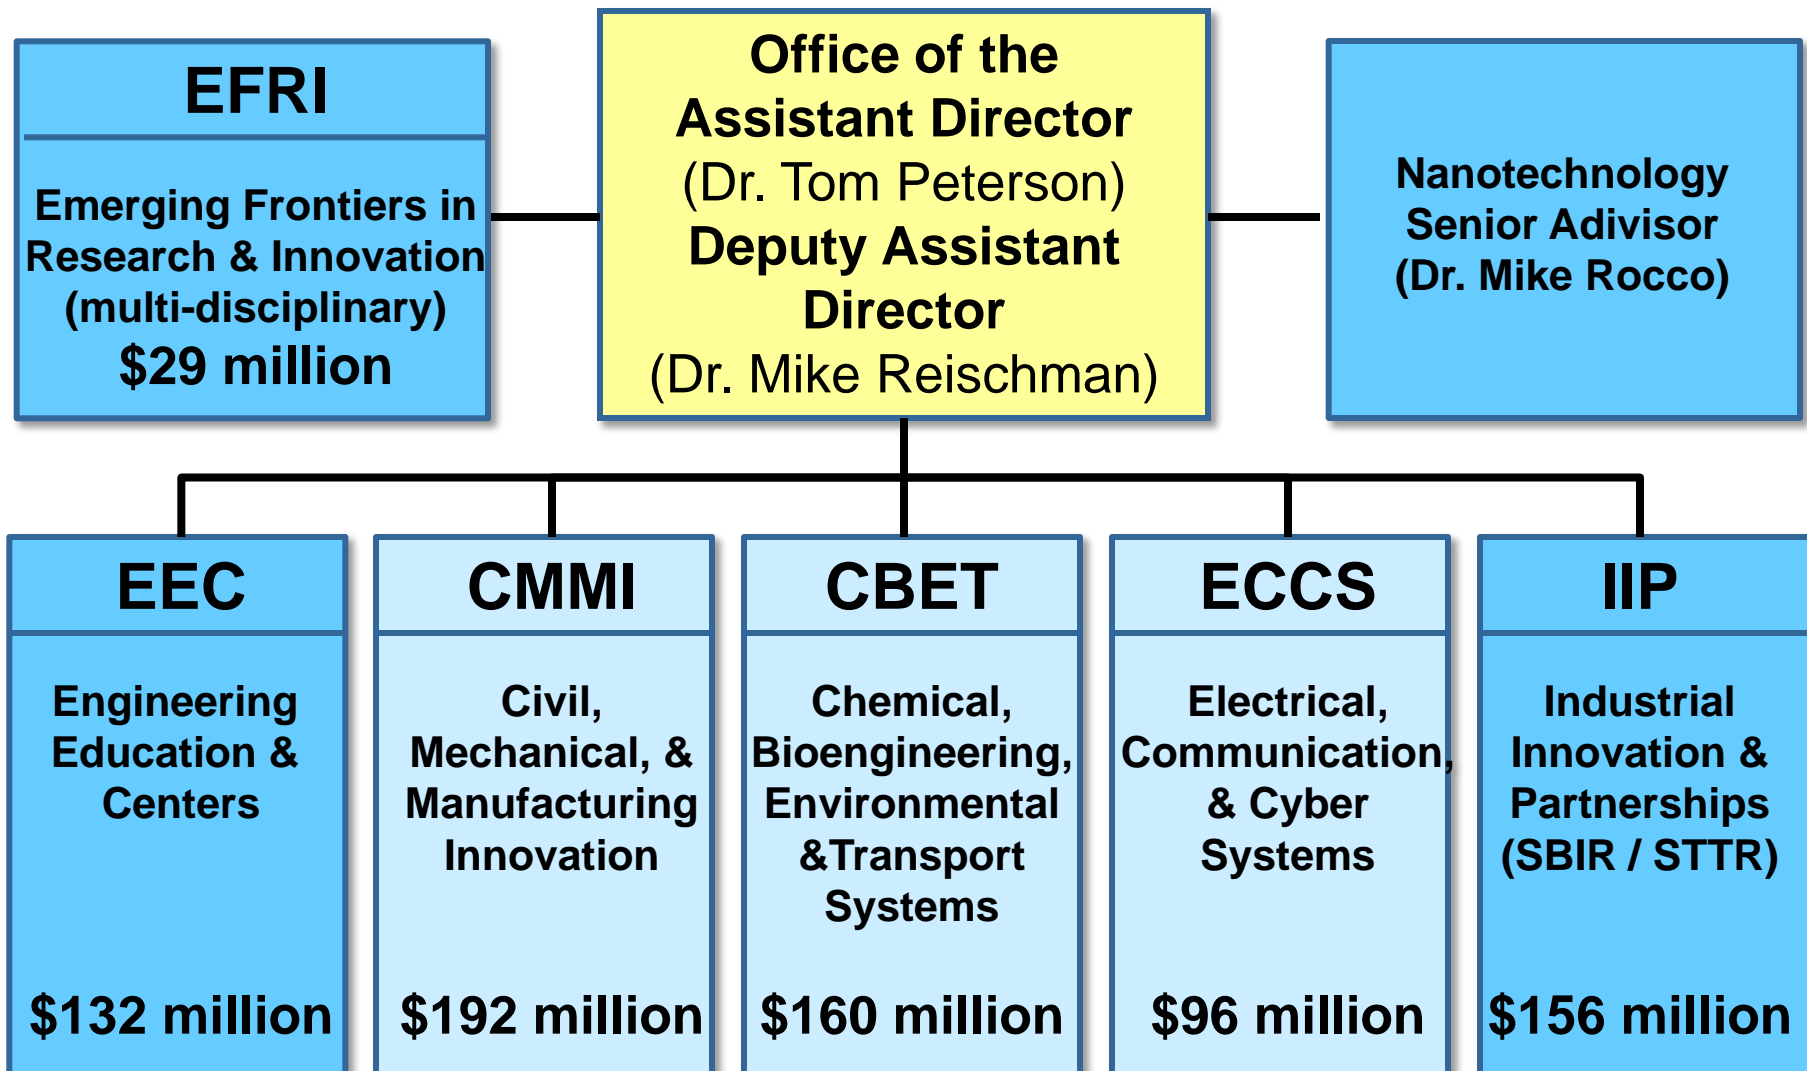 EFRI
Emerging Frontiers in
Research & Innovation
(multi-disciplinary)
$29 million
Office of the
Assistant Director
(Dr. Tom Peterson)
Deputy Assistant
Director
(Dr. Mike Reischman)
Nanotechnology
Senior Adivisor
(Dr. Mike Rocco)
EEC
Engineering
Education &
Centers
$132 million
CMMI
Civil,
Mechanical, &
Manufacturing
Innovation
$192 million
CBET
Chemical,
Bioengineering,
Environmental
&Transport
Systems
$160 million
ECCS
Electrical,
Communication,
& Cyber
Systems
$96 million
IIP
Industrial
Innovation &
Partnerships
(SBIR / STTR)
$156 million